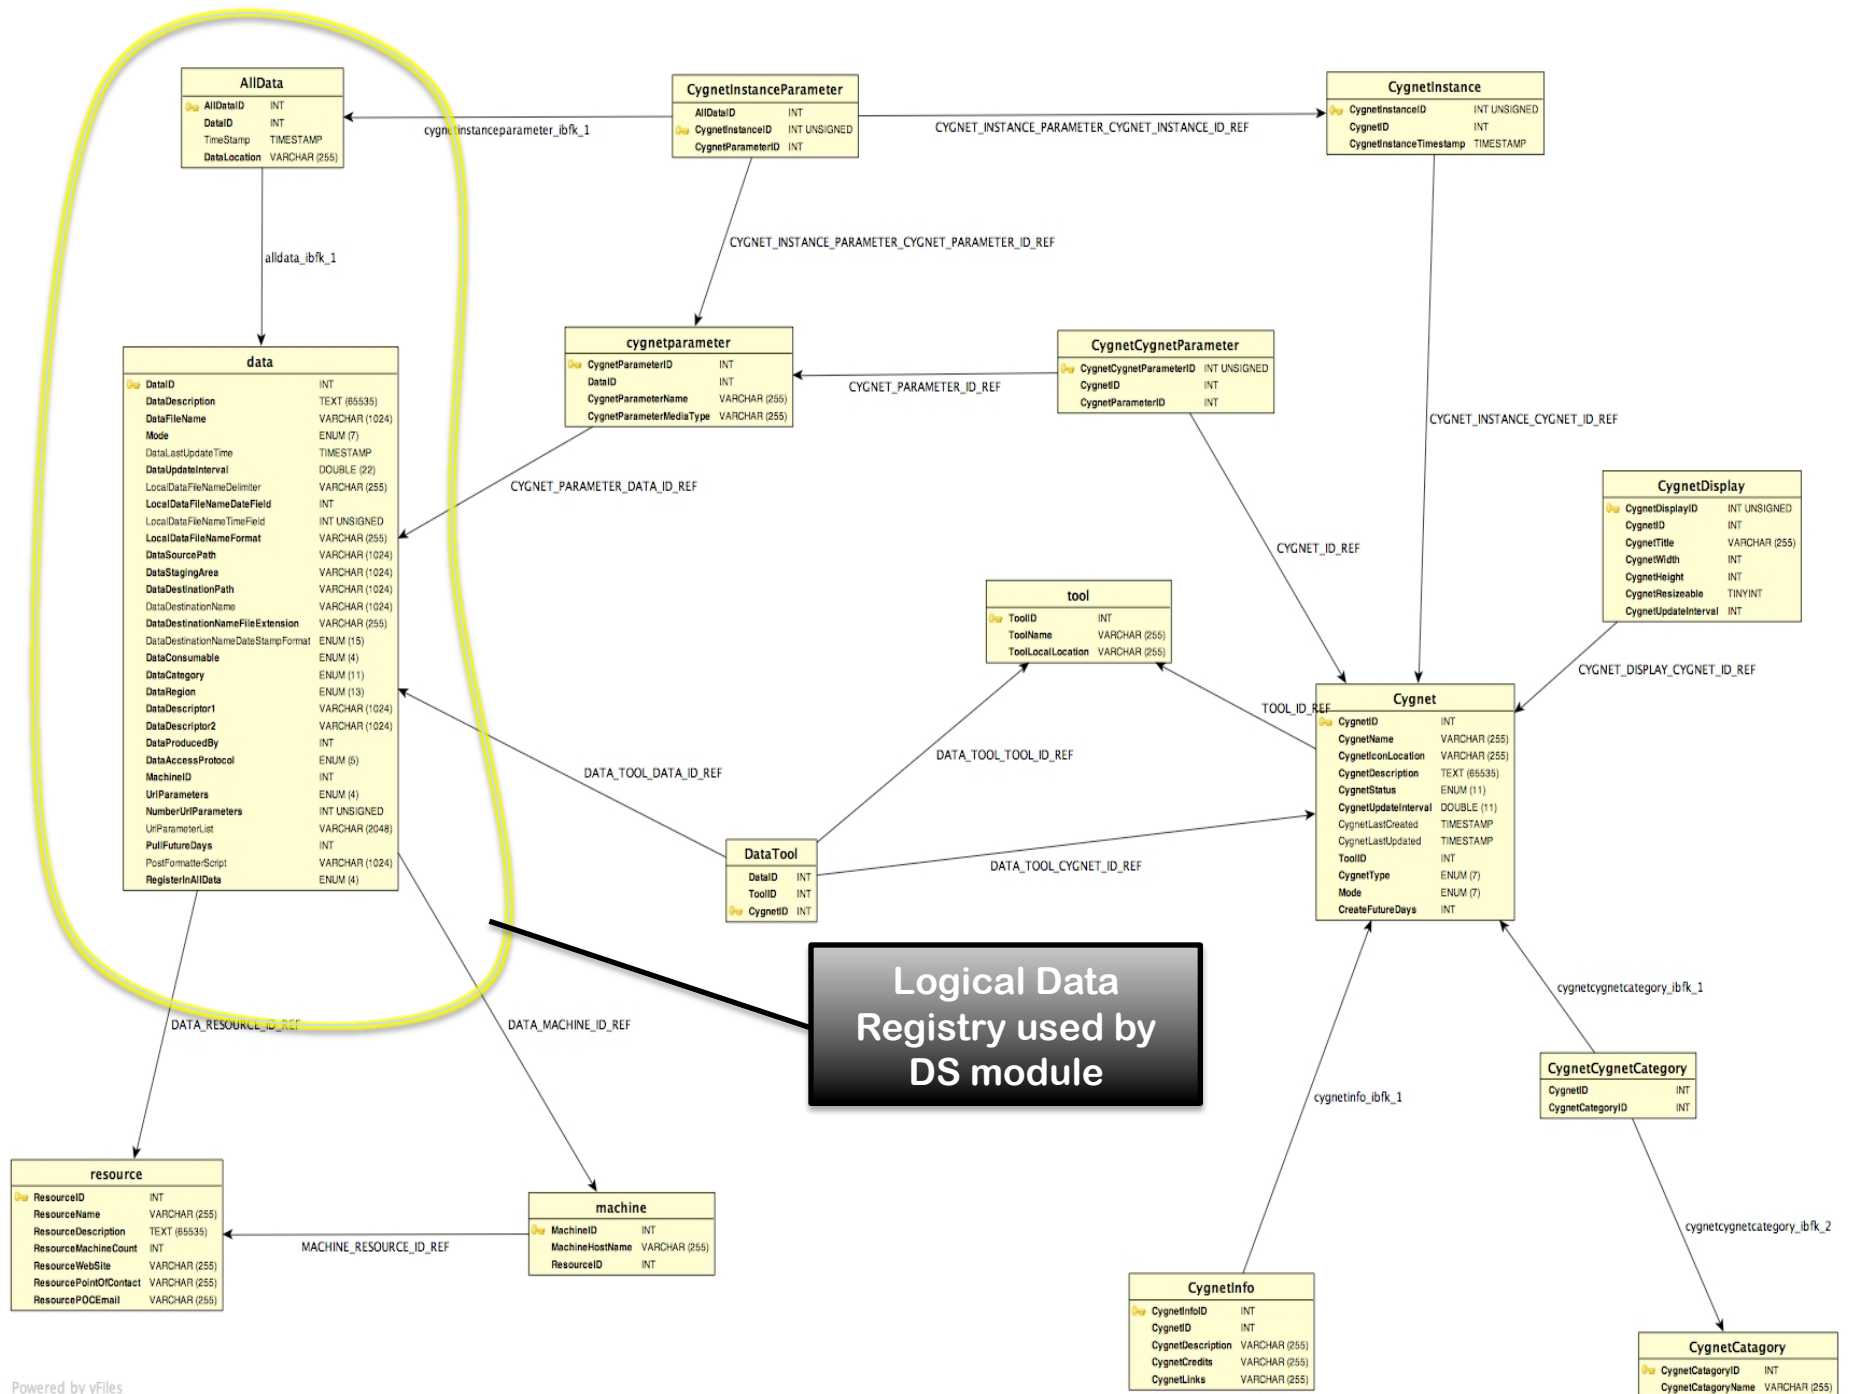 AllData
AllDataID INT
DataID INT
TimeStamp TIMESTAMP
DataLocation VARCHAR (255)
CygnetInstanceParameter
AllDataID INT
CygnetInstanceID INT UNSIGNED
CygnetParameterID INT
CygnetInstance
CygnetInstanceID INT UNSIGNED
CygnetID INT
CygnetInstanceTimestamp TIMESTAMP
cygnetinstanceparameter_ibfk_1
CYGNET_INSTANCE_PARAMETER_CYGNET_INSTANCE_ID_REF
CYGNET_INSTANCE_PARAMETER_CYGNET_PARAMETER_ID_REF
alldata_ibfk_1
data
DataID INT
DataDescription TEXT (65535)
DataFileName VARCHAR (1024)
Mode ENUM (7)
DataLastUpdateTime TIMESTAMP
DataUpdateInterval DOUBLE (22)
LocalDataFileNameDelimiter VARCHAR (255)
LocalDataFileNameDateField INT
LocalDataFileNameTimeField INT UNSIGNED
LocalDataFileNameFormat VARCHAR (255)
DataSourcePath VARCHAR (1024)
DataStagingArea VARCHAR (1024)
DataDestinationPath VARCHAR (1024)
DataDestinationName VARCHAR (1024)
DataDestinationNameFileExtension VARCHAR (255)
DataDestinationNameDateStampFormat ENUM (15)
DataConsumable ENUM (4)
DataCategory ENUM (11)
DataRegion ENUM (13)
DataDescriptor1 VARCHAR (1024)
DataDescriptor2 VARCHAR (1024)
DataProducedBy INT
DataAccessProtocol ENUM (5)
MachineID INT
UrlParameters ENUM (4)
NumberUrlParameters INT UNSIGNED
UrlParameterList VARCHAR (2048)
PullFutureDays INT
PostFormatterScript VARCHAR (1024)
RegisterInAllData ENUM (4)
cygnetparameter
CygnetParameterID INT
DataID INT
CygnetParameterName VARCHAR (255)
CygnetParameterMediaType VARCHAR (255)
CYGNET_PARAMETER_ID_REF
CygnetCygnetParameter
CygnetCygnetParameterID INT UNSIGNED
CygnetID INT
CygnetParameterID INT
CYGNET_INSTANCE_CYGNET_ID_REF
CYGNET_PARAMETER_DATA_ID_REF
CYGNET_ID_REF
CygnetDisplay
CygnetDisplayID INT UNSIGNED
CygnetID INT
CygnetTitle VARCHAR (255)
CygnetWidth INT
CygnetHeight INT
CygnetResizeable TINYINT
CygnetUpdateInterval INT
CYGNET_DISPLAY_CYGNET_ID_REF
tool
ToolID INT
ToolName VARCHAR (255)
ToolLocalLocation VARCHAR (255)
TOOL_ID_REF
Cygnet
CygnetID INT
CygnetName VARCHAR (255)
CygnetIconLocation VARCHAR (255)
CygnetDescription TEXT (65535)
CygnetStatus ENUM (11)
CygnetUpdateInterval DOUBLE (11)
CygnetLastCreated TIMESTAMP
CygnetLastUpdated TIMESTAMP
ToolID INT
CygnetType ENUM (7)
Mode ENUM (7)
CreateFutureDays INT
DATA_TOOL_DATA_ID_REF
DATA_TOOL_TOOL_ID_REF
DATA_TOOL_CYGNET_ID_REF
DataTool
DataID INT
ToolID INT
CygnetID INT
Logical Data
Registry used by
DS module
DATA_RESOURCE_ID_REF
DATA_MACHINE_ID_REF
cygnetcygnetcategory_ibfk_1
CygnetCygnetCategory
CygnetID INT
CygnetCategoryID INT
cygnetinfo_ibfk_1
cygnetcygnetcategory_ibfk_2
resource
ResourceID INT
ResourceName VARCHAR (255)
ResourceDescription TEXT (65535)
ResourceMachineCount INT
ResourceWebSite VARCHAR (255)
ResourcePointOfContact VARCHAR (255)
ResourcePOCEmail VARCHAR (255)
MACHINE_RESOURCE_ID_REF
machine
MachineID INT
MachineHostName VARCHAR (255)
ResourceID INT
CygnetInfo
CygnetInfoID INT
CygnetID INT
CygnetDescription VARCHAR (255)
CygnetCredits VARCHAR (255)
CygnetLinks VARCHAR (255)
CygnetCatagory
CygnetCatagoryID INT
CygnetCatagoryName VARCHAR (255)
Powered by yFiles